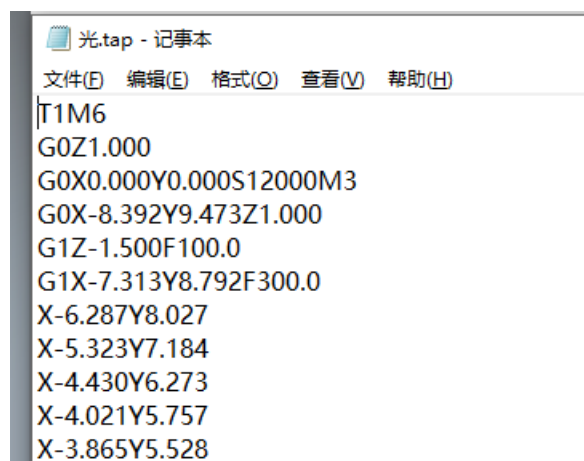 光.tap - 记事本
文件(F) 编辑(E) 格式(O) 查看(V) 帮助(H)
T1M6
G0Z1.000
G0X0.000Y0.000S12000M3
G0X-8.392Y9.473Z1.000
G1Z-1.500F100.0
G1X-7.313Y8.792F300.0
X-6.287Y8.027
X-5.323Y7.184
X-4.430Y6.273
X-4.021Y5.757
X-3.865Y5.528